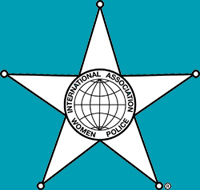 INTERNATIONAL ASSOCIATION
WOMEN POLICE
®